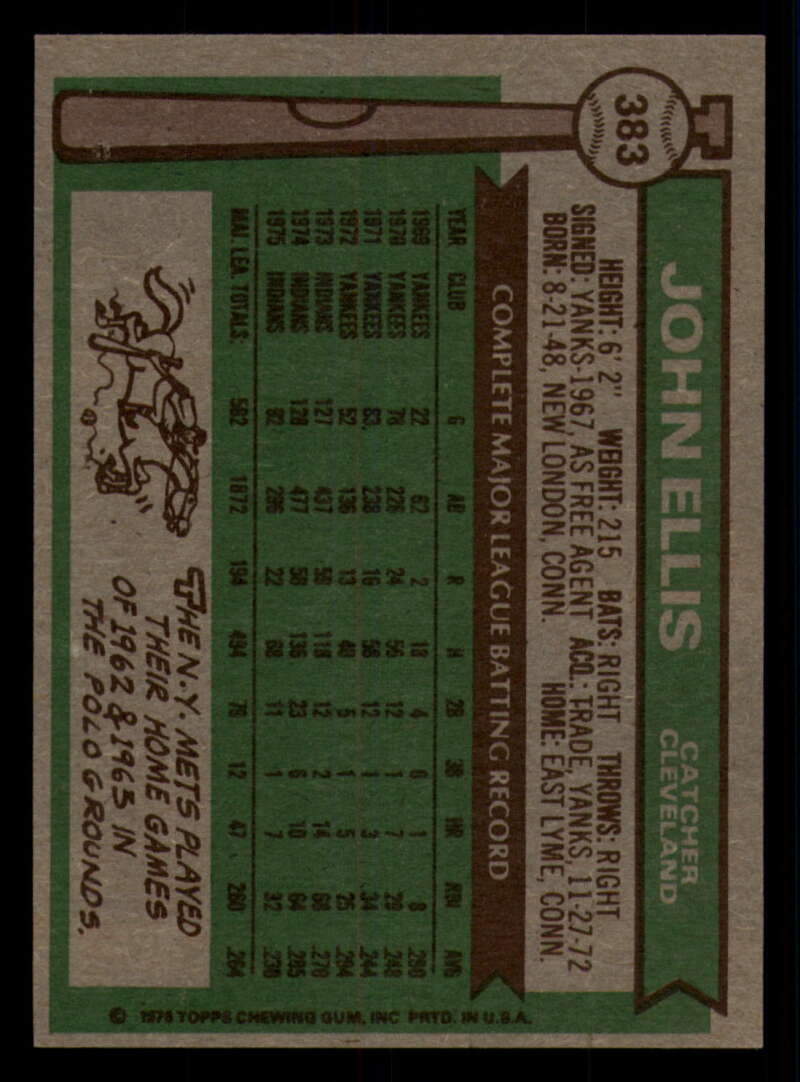 383
JOHN ELLIS
CATCHER
CLEVELAND
HEIGHT: 6' 2" WEIGHT: 215 BATS: RIGHT THROWS: RIGHT
SIGNED: YANKS-1967, AS FREE AGENT ACQ.: TRADE, YANKS, 11-27-72
BORN: 8-21-48, NEW LONDON, CONN. HOME: EAST LYME, CONN.
COMPLETE MAJOR LEAGUE BATTING RECORD
YEAR CLUB G AB R H 2B 3B HR RBI AVG
1969 YANKEES 22 62 2 18 4 0 1 8 .290
1970 YANKEES 78 226 24 56 12 1 7 29 .248
1971 YANKEES 83 238 16 58 12 1 3 34 .244
1972 YANKEES 52 136 13 40 5 1 5 25 .294
1973 INDIANS 127 437 59 118 12 2 14 68 .270
1974 INDIANS 128 477 58 136 23 6 10 64 .285
1975 INDIANS 92 296 22 68 11 1 7 32 .230
MAJ. LEA. TOTALS 582 1872 194 494 79 12 47 260 .264
THE N.Y. METS PLAYED
THEIR HOME GAMES
OF 1962 & 1963 IN
THE POLO GROUNDS.
© 1976 TOPPS CHEWING GUM, INC PRTD. IN U.S.A.